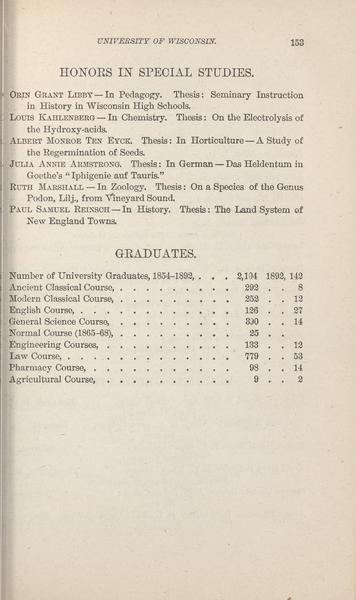 UNIVERSITY OF WISCONSIN. 153
HONORS IN SPECIAL STUDIES.
ORIN GRANT LIBBY — In Pedagogy. Thesis: Seminary Instruction
in History in Wisconsin High Schools.
LOUIS KAHLENBERG — In Chemistry. Thesis: On the Electrolysis of
the Hydroxy-acids.
ALBERT MONROE TEN EYCK. Thesis: In Horticulture — A Study of
the Regermination of Seeds.
JULIA ANNIE ARMSTRONG. Thesis: In German — Das Heldentum in
Goethe's "Iphigenie auf Tauris."
RUTH MARSHALL — In Zoology. Thesis: On a Species of the Genus
Podon, Lilj., from Vineyard Sound.
PAUL SAMUEL REINSCH — In History. Thesis: The Land System of
New England Towns.
GRADUATES.
Number of University Graduates, 1854-1892, . . . 2,104 1892, 142
Ancient Classical Course, . . . . . . . . . . 292 . . 8
Modern Classical Course, . . . . . . . . . . 252 . . 12
English Course, . . . . . . . . . . . . . 126 . . 27
General Science Course, . . . . . . . . . . 390 . . 14
Normal Course (1865-68), . . . . . . . . . . 25 . .
Engineering Courses, . . . . . . . . . . . 133 . . 12
Law Course, . . . . . . . . . . . . . . 779 . . 53
Pharmacy Course, . . . . . . . . . . . . 98 . . 14
Agricultural Course, . . . . . . . . . . . 9 . . 2